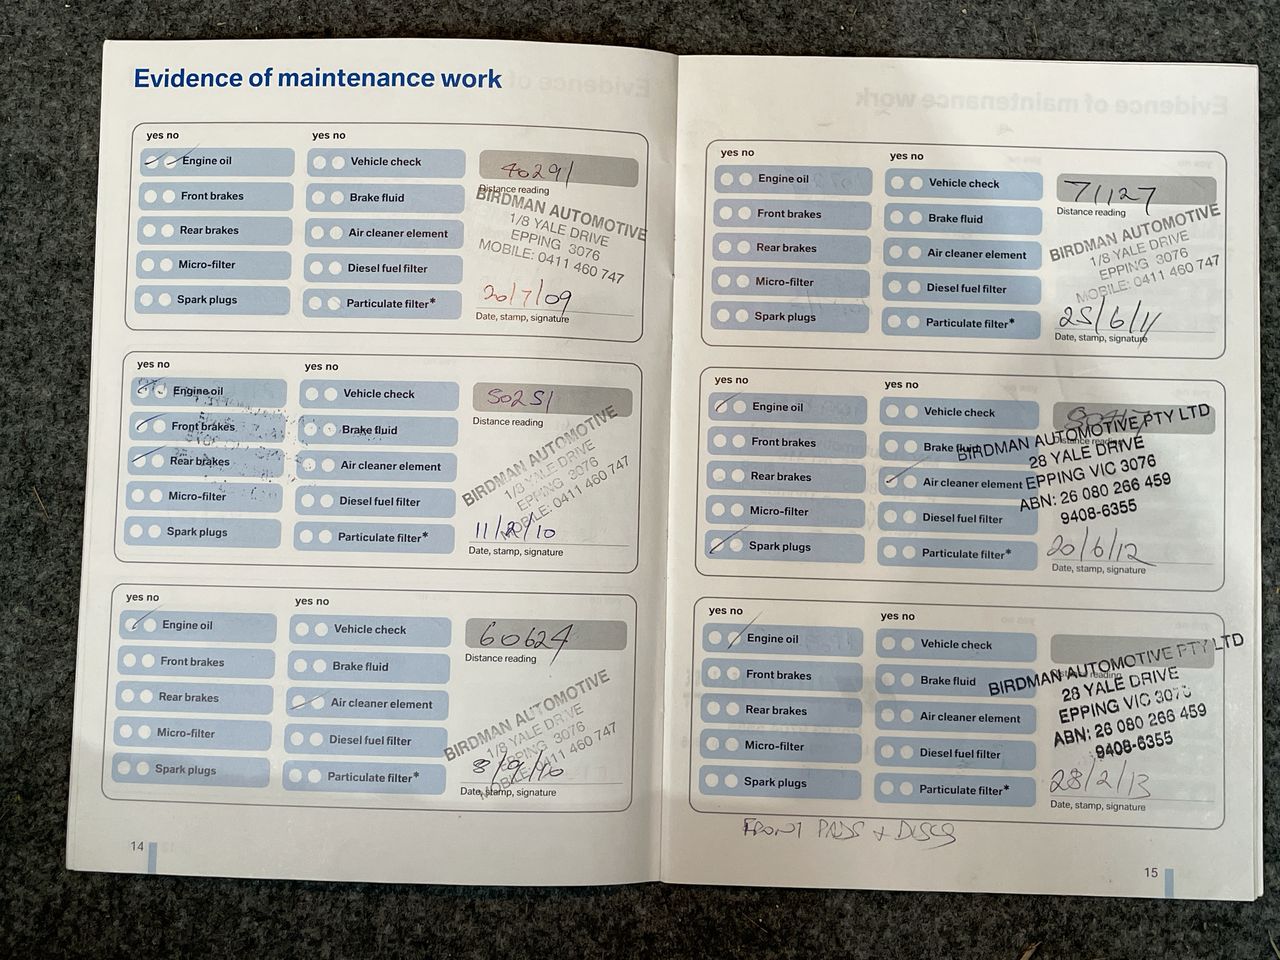 Evidence of maintenance work
yes no
yes no
Engine oil
Vehicle check
40291
Distance reading
Front brakes
Brake fluid
BIRDMAN AUTOMOTIVE
1/8 YALE DRIVE
EPPING 3076
MOBILE: 0411 460 747
Rear brakes
Air cleaner element
Micro-filter
Diesel fuel filter
Spark plugs
Particulate filter*
20/7/09
Date, stamp, signature
yes no
yes no
Engine oil
Vehicle check
50251
Distance reading
Front brakes
Brake fluid
BIRDMAN AUTOMOTIVE
1/8 YALE DRIVE
EPPING 3076
MOBILE: 0411 460 747
Rear brakes
Air cleaner element
Micro-filter
Diesel fuel filter
Spark plugs
Particulate filter*
Date, stamp, signature
yes no
yes no
Engine oil
Vehicle check
60624
Distance reading
Front brakes
Brake fluid
Rear brakes
Air cleaner element
BIRDMAN AUTOMOTIVE
1/8 YALE DRIVE
EPPING 3076
MOBILE: 0411 460 747
Micro-filter
Diesel fuel filter
Spark plugs
Particulate filter*
Date, stamp, signature
14
yes no
yes no
Engine oil
Vehicle check
71127
Distance reading
Front brakes
Brake fluid
BIRDMAN AUTOMOTIVE
1/8 YALE DRIVE
EPPING 3076
MOBILE: 0411 460 747
Rear brakes
Air cleaner element
Micro-filter
Diesel fuel filter
Spark plugs
Particulate filter*
25/6/11
Date, stamp, signature
yes no
yes no
Engine oil
Vehicle check
Distance reading
Front brakes
Brake fluid
BIRDMAN AUTOMOTIVE PTY LTD
28 YALE DRIVE
EPPING VIC 3076
ABN: 26 080 266 459
9408-6355
Rear brakes
Air cleaner element
Micro-filter
Diesel fuel filter
Spark plugs
Particulate filter*
20/6/12
Date, stamp, signature
yes no
yes no
Engine oil
Vehicle check
Front brakes
Brake fluid
BIRDMAN AUTOMOTIVE PTY LTD
28 YALE DRIVE
EPPING VIC 3076
ABN: 26 080 266 459
9408-6355
Rear brakes
Air cleaner element
Micro-filter
Diesel fuel filter
Spark plugs
Particulate filter*
28/2/13
Date, stamp, signature
FRONT PADS + DISCS
15